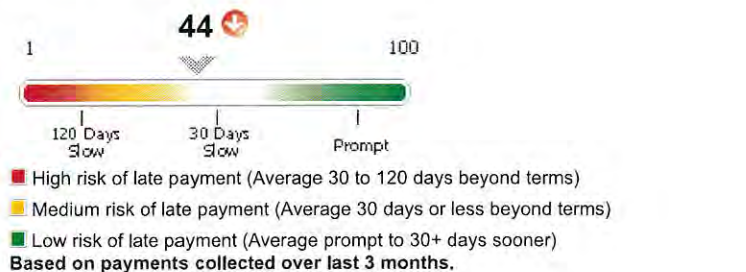 44
1 100
120 Days Slow
30 Days Slow
Prompt
High risk of late payment (Average 30 to 120 days beyond terms)
Medium risk of late payment (Average 30 days or less beyond terms)
Low risk of late payment (Average prompt to 30+ days sooner)
Based on payments collected over last 3 months.